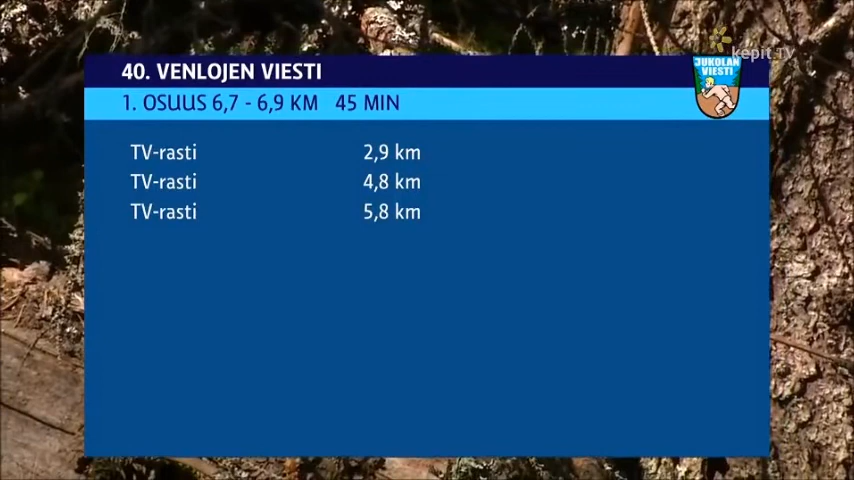 kepit TV
40. VENLOJEN VIESTI
JUKOLAN
VIESTI
1. OSUUS 6,7 - 6,9 KM 45 MIN
TV-rasti 2,9 km
TV-rasti 4,8 km
TV-rasti 5,8 km